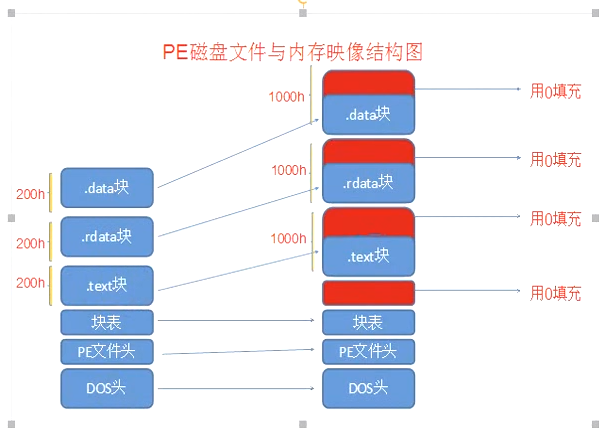 PE磁盘文件与内存映像结构图
1000h
用0填充
.data块
1000h
用0填充
.data块
.rdata块
200h
用0填充
.rdata块
1000h
200h
.text块
.text块
200h
用0填充
块表
块表
PE文件头
PE文件头
DOS头
DOS头